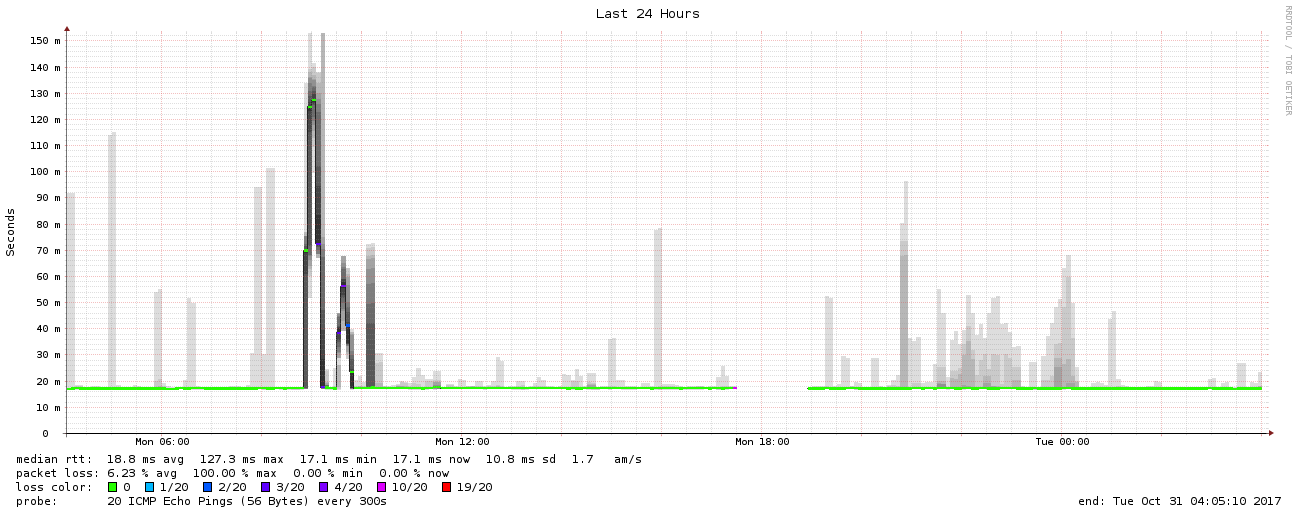 Last 24 Hours
RRDTOOL / TOBI OETIKER
Seconds
150 m
140 m
130 m
120 m
110 m
100 m
90 m
80 m
70 m
60 m
50 m
40 m
30 m
20 m
10 m
0
Mon 06:00 Mon 12:00 Mon 18:00 Tue 00:00
median rtt: 18.8 ms avg 127.3 ms max 17.1 ms min 17.1 ms now 10.8 ms sd 1.7 am/s
packet loss: 6.23 % avg 100.00 % max 0.00 % min 0.00 % now
loss color: 0 1/20 2/20 3/20 4/20 10/20 19/20
probe: 20 ICMP Echo Pings (56 Bytes) every 300s end: Tue Oct 31 04:05:10 2017